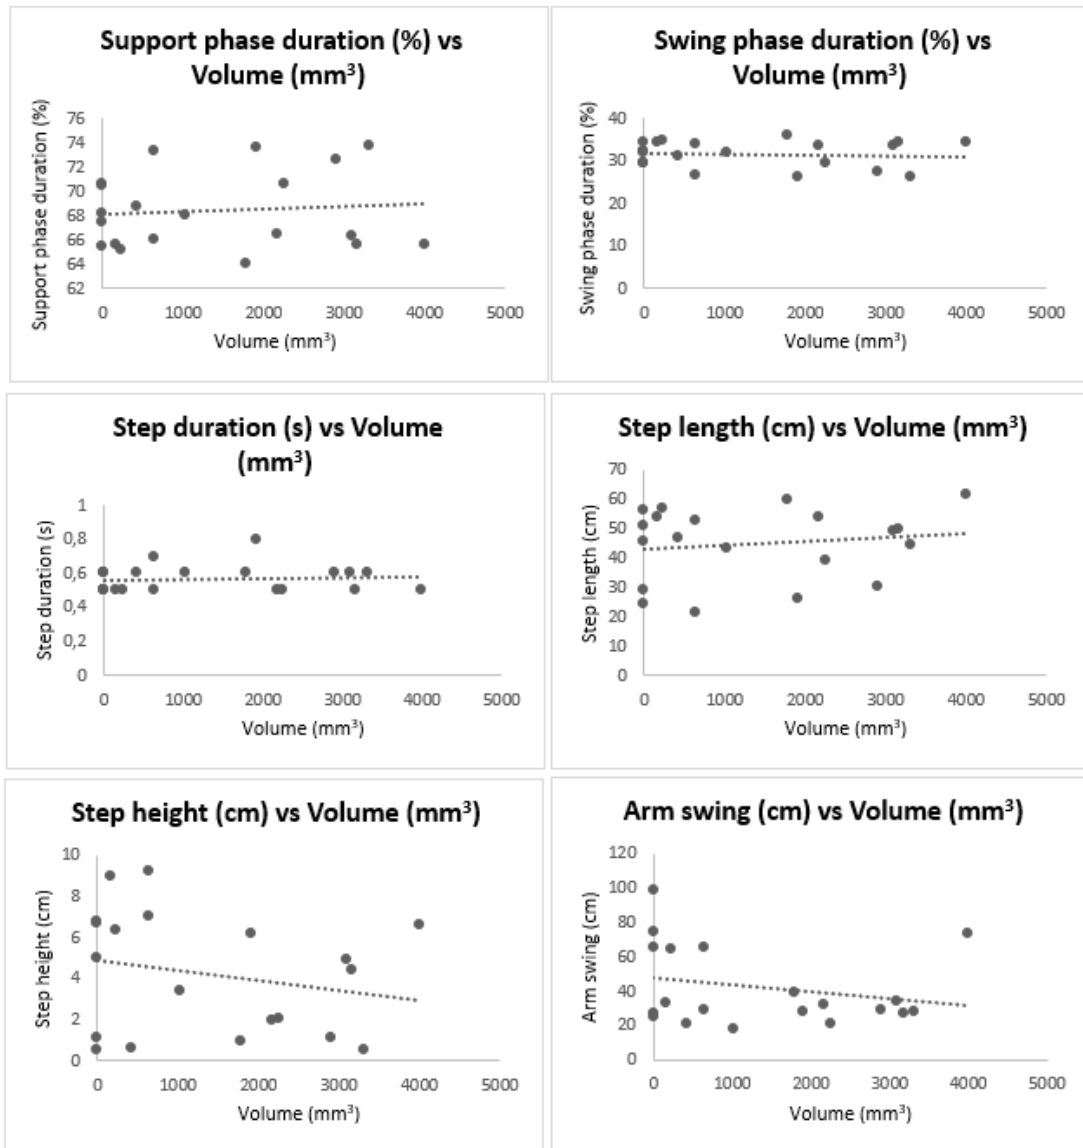 Support phase duration (%) vs
Volume (mm³)
Support phase duration (%)
76
74
72
70
68
66
64
62
0 1000 2000 3000 4000 5000
Volume (mm³)
Swing phase duration (%) vs
Volume (mm³)
Swing phase duration (%)
40
30
20
10
0
0 1000 2000 3000 4000 5000
Volume (mm³)
Step duration (s) vs Volume
(mm³)
Step duration (s)
1
0,8
0,6
0,4
0,2
0
0 1000 2000 3000 4000 5000
Volume (mm³)
Step length (cm) vs Volume (mm³)
Step length (cm)
70
60
50
40
30
20
10
0
0 1000 2000 3000 4000 5000
Volume (mm³)
Step height (cm) vs Volume (mm³)
Step height (cm)
10
8
6
4
2
0
0 1000 2000 3000 4000 5000
Volume (mm³)
Arm swing (cm) vs Volume (mm³)
Arm swing (cm)
120
100
80
60
40
20
0
0 1000 2000 3000 4000 5000
Volume (mm³)